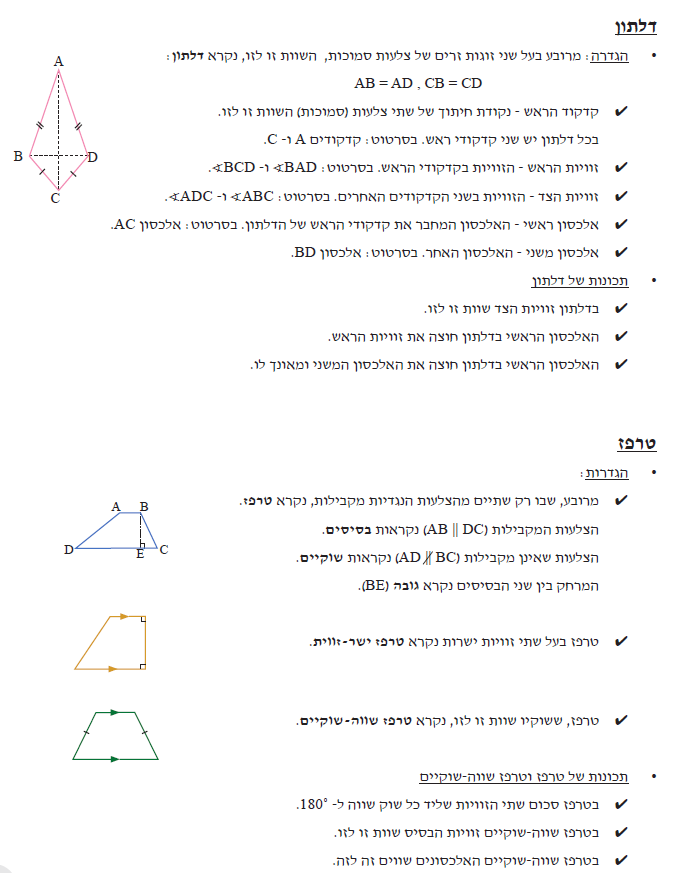 דלתון
• הגדרה: מרובע בעל שני זוגות זרים של צלעות סמוכות, השוות זו לזו, נקרא דלתון:
AB = AD , CB = CD
✔ קדקוד הראש - נקודת חיתוך של שתי צלעות (סמוכות) השוות זו לזו.
בכל דלתון יש שני קדקודי ראש. בסרטוט: קדקודים A ו- C.
✔ זוויות הראש - הזוויות בקדקודי הראש. בסרטוט: ∢BAD ו- ∢BCD.
✔ זוויות הצד - הזוויות בשני הקדקודים האחרים. בסרטוט: ∢ABC ו- ∢ADC.
✔ אלכסון ראשי - האלכסון המחבר את קדקודי הראש של הדלתון. בסרטוט: אלכסון AC.
✔ אלכסון משני - האלכסון האחר. בסרטוט: אלכסון BD.
A
B
D
C
• תכונות של דלתון
✔ בדלתון זוויות הצד שוות זו לזו.
✔ האלכסון הראשי בדלתון חוצה את זוויות הראש.
✔ האלכסון הראשי בדלתון חוצה את האלכסון המשני ומאונך לו.
טרפז
• הגדרות:
✔ מרובע, שבו רק שתיים מהצלעות הנגדיות מקבילות, נקרא טרפז.
הצלעות המקבילות (AB || DC) נקראות בסיסים.
הצלעות שאינן מקבילות (AD ∦ BC) נקראות שוקיים.
המרחק בין שני הבסיסים נקרא גובה (BE).
A B
D E C
✔ טרפז בעל שתי זוויות ישרות נקרא טרפז ישר-זווית.
✔ טרפז, ששוקיו שוות זו לזו, נקרא טרפז שווה-שוקיים.
• תכונות של טרפז וטרפז שווה-שוקיים
✔ בטרפז סכום שתי הזוויות שליד כל שוק שווה ל- 180°.
✔ בטרפז שווה-שוקיים זוויות הבסיס שוות זו לזו.
✔ בטרפז שווה-שוקיים האלכסונים שווים זה לזה.